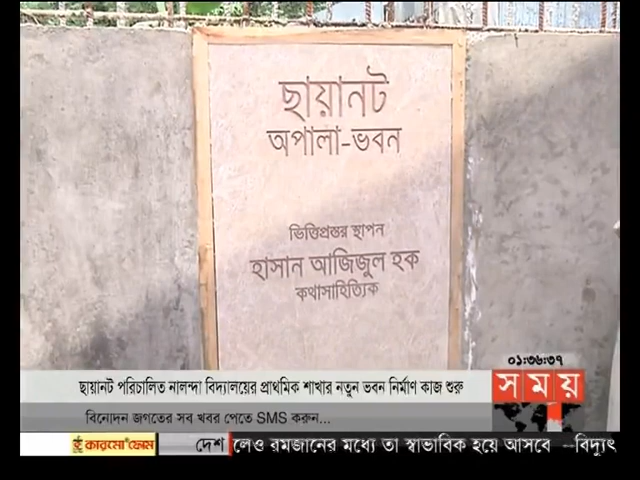 ছায়ানট
অপালা-ভবন
ভিত্তিপ্রস্তর স্থাপন
হাসান আজিজুল হক
কথাসাহিত্যিক
০১:৩৬:৩৭
সময়
ছায়ানট পরিচালিত নালন্দা বিদ্যালয়ের প্রাথমিক শাখার নতুন ভবন নির্মাণ কাজ শুরু
বিনোদন জগতের সব খবর পেতে SMS করুন...
কারমো ফোম দেশ লেও রমজানের মধ্যে তা স্বাভাবিক হয়ে আসবে --বিদ্যুৎ